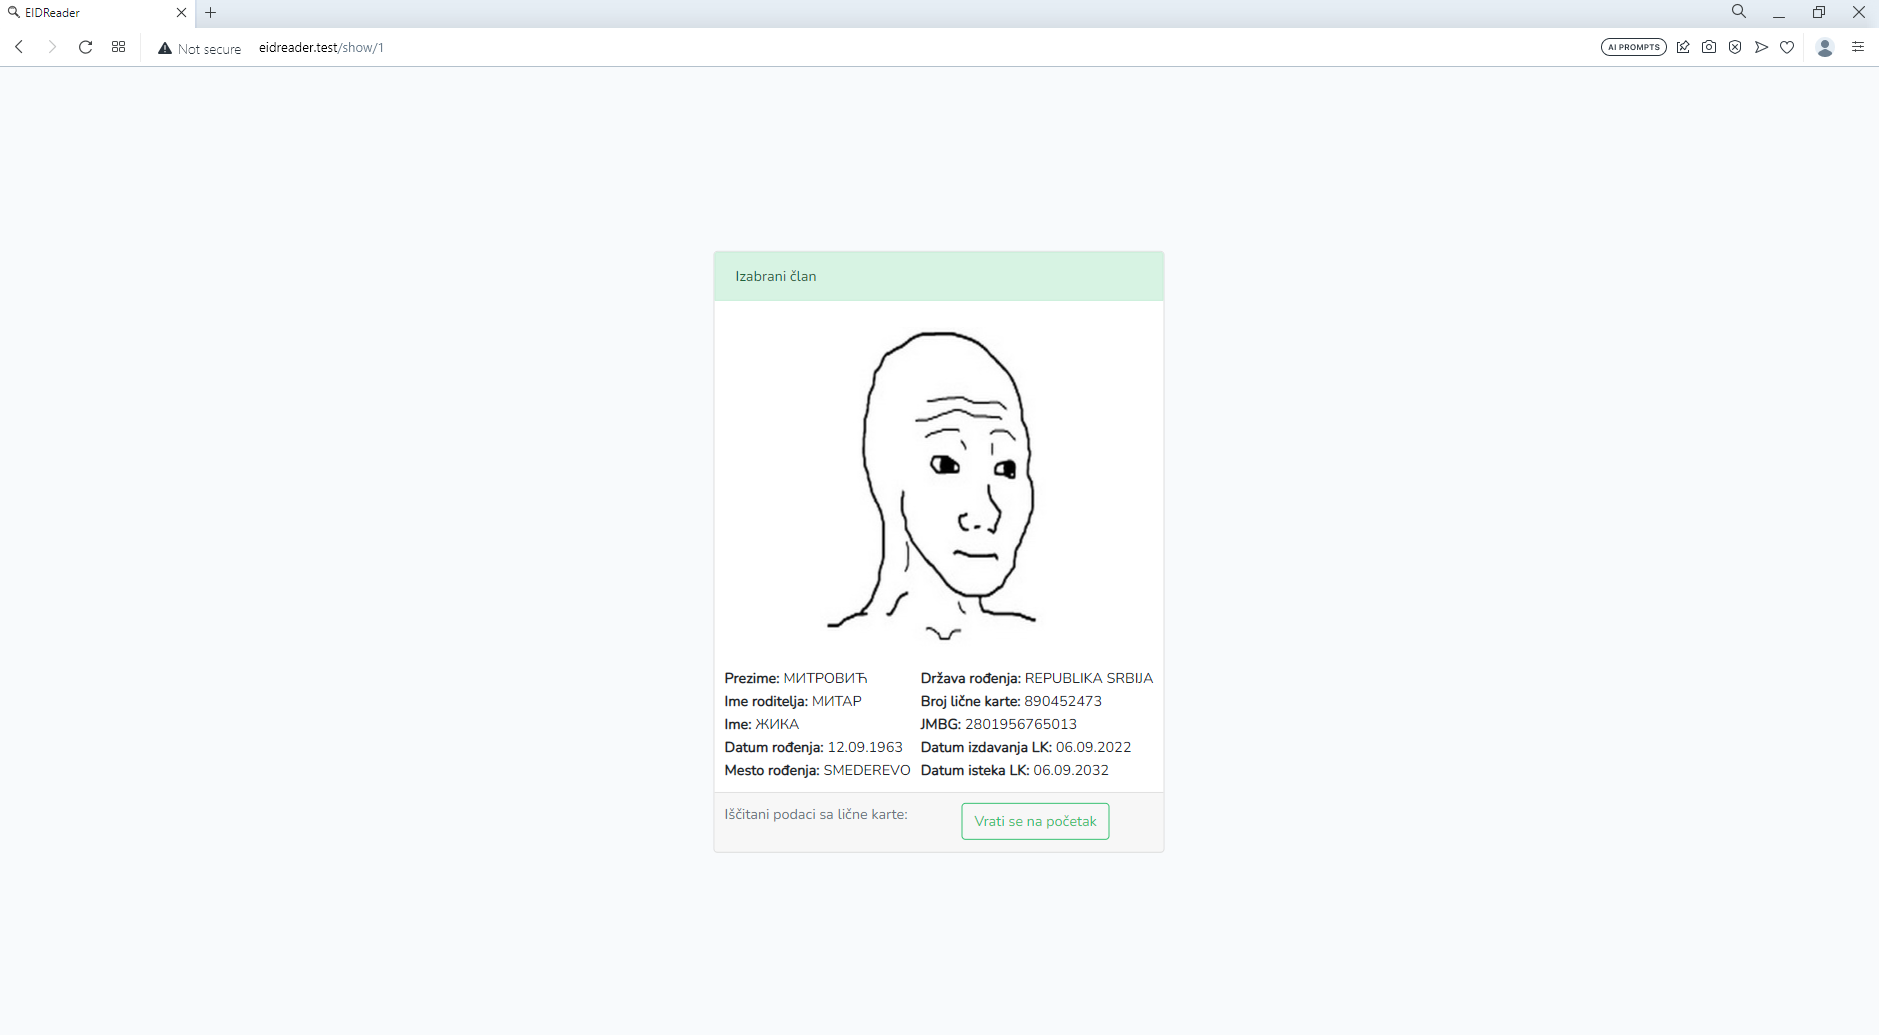 EIDReader
Not secure eidreader.test/show/1
AI PROMPTS
Izabrani član
Prezime: МИТРОВИЋ
Ime roditelja: МИТАР
Ime: ЖИКА
Datum rođenja: 12.09.1963
Mesto rođenja: SMEDEREVO
Država rođenja: REPUBLIKA SRBIJA
Broj lične karte: 890452473
JMBG: 2801956765013
Datum izdavanja LK: 06.09.2022
Datum isteka LK: 06.09.2032
Iščitani podaci sa lične karte:
Vrati se na početak